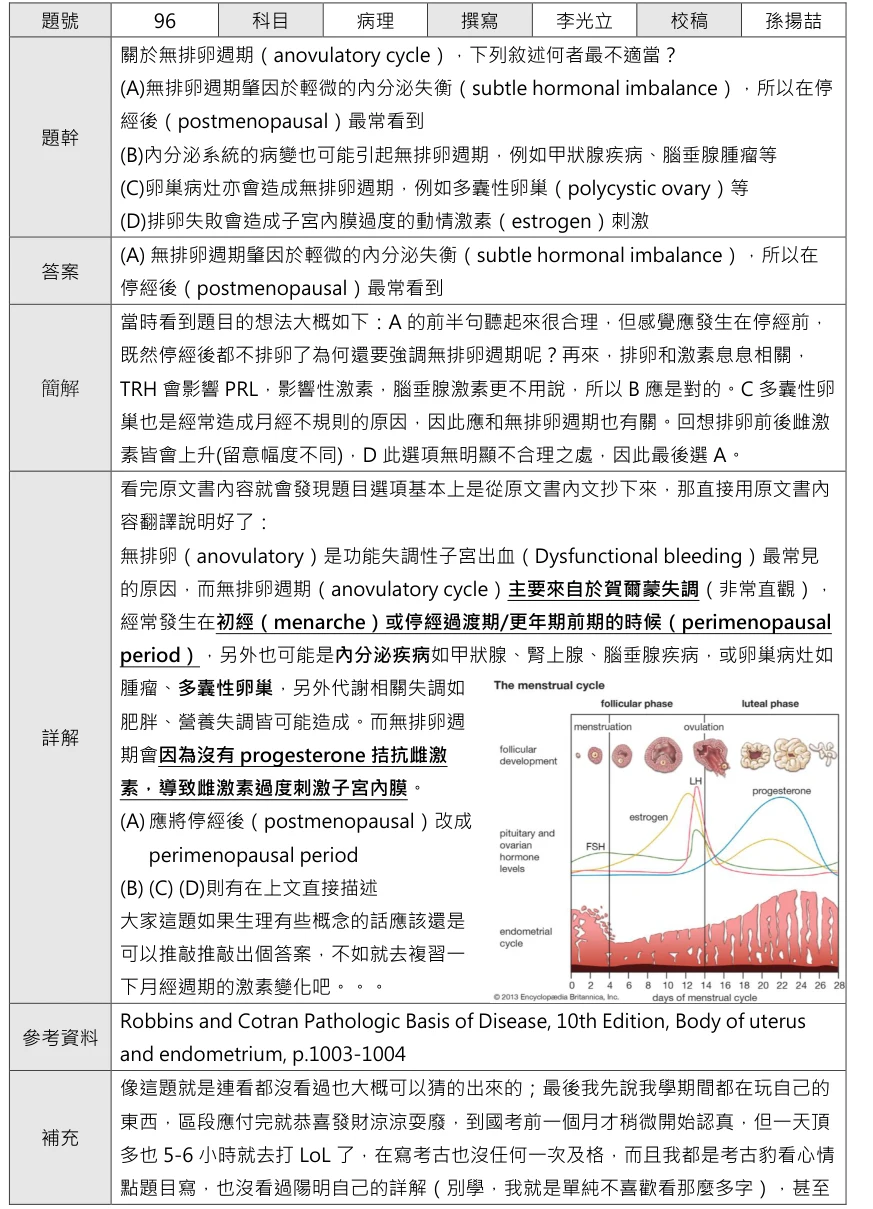 題號 96 科目 病理 撰寫 李光立 校稿 孫揚喆
題幹
關於無排卵週期（anovulatory cycle），下列敘述何者最不適當？
(A)無排卵週期肇因於輕微的內分泌失衡（subtle hormonal imbalance），所以在停
經後（postmenopausal）最常看到
(B)內分泌系統的病變也可能引起無排卵週期，例如甲狀腺疾病、腦垂腺腫瘤等
(C)卵巢病灶亦會造成無排卵週期，例如多囊性卵巢（polycystic ovary）等
(D)排卵失敗會造成子宮內膜過度的動情激素（estrogen）刺激
答案
(A) 無排卵週期肇因於輕微的內分泌失衡（subtle hormonal imbalance），所以在
停經後（postmenopausal）最常看到
簡解
當時看到題目的想法大概如下：A 的前半句聽起來很合理，但感覺應發生在停經前，
既然停經後都不排卵了為何還要強調無排卵週期呢？再來，排卵和激素息息相關，
TRH 會影響 PRL，影響性激素，腦垂腺激素更不用說，所以 B 應是對的。C 多囊性卵
巢也是經常造成月經不規則的原因，因此應和無排卵週期也有關。回想排卵前後雌激
素皆會上升(留意幅度不同)，D 此選項無明顯不合理之處，因此最後選 A。
詳解
看完原文書內容就會發現題目選項基本上是從原文書內文抄下來，那直接用原文書內
容翻譯說明好了：
無排卵（anovulatory）是功能失調性子宮出血（Dysfunctional bleeding）最常見
的原因，而無排卵週期（anovulatory cycle）主要來自於賀爾蒙失調（非常直觀），
經常發生在初經（menarche）或停經過渡期/更年期前期的時候（perimenopausal
period），另外也可能是內分泌疾病如甲狀腺、腎上腺、腦垂腺疾病，或卵巢病灶如
腫瘤、多囊性卵巢，另外代謝相關失調如
肥胖、營養失調皆可能造成。而無排卵週
期會因為沒有 progesterone 拮抗雌激
素，導致雌激素過度刺激子宮內膜。
(A) 應將停經後（postmenopausal）改成
perimenopausal period
(B) (C) (D)則有在上文直接描述
大家這題如果生理有些概念的話應該還是
可以推敲推敲出個答案，不如就去複習一
下月經週期的激素變化吧。。。
The menstrual cycle
follicular phase luteal phase
menstruation ovulation
follicular
development
LH
progesterone
estrogen
FSH
pituitary and
ovarian
hormone
levels
endometrial
cycle
0 2 4 6 8 10 12 14 16 18 20 22 24 26 28
© 2013 Encyclopædia Britannica, Inc. days of menstrual cycle
參考資料
Robbins and Cotran Pathologic Basis of Disease, 10th Edition, Body of uterus
and endometrium, p.1003-1004
補充
像這題就是連看都沒看過也大概可以猜的出來的；最後我先說我學期間都在玩自己的
東西，區段應付完就恭喜發財涼涼耍廢，到國考前一個月才稍微開始認真，但一天頂
多也 5-6 小時就去打 LoL 了，在寫考古也沒任何一次及格，而且我都是考古豹看心情
點題目寫，也沒看過陽明自己的詳解（別學，我就是單純不喜歡看那麼多字），甚至